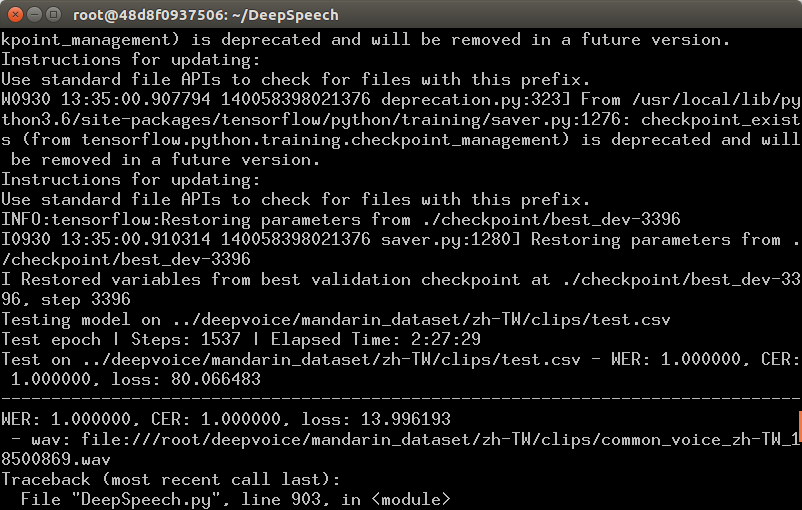 root@48d8f0937506: ~/DeepSpeech
kpoint_management) is deprecated and will be removed in a future version.
Instructions for updating:
Use standard file APIs to check for files with this prefix.
W0930 13:35:00.907794 140058398021376 deprecation.py:323] From /usr/local/lib/py
thon3.6/site-packages/tensorflow/python/training/saver.py:1276: checkpoint_exist
s (from tensorflow.python.training.checkpoint_management) is deprecated and will
 be removed in a future version.
Instructions for updating:
Use standard file APIs to check for files with this prefix.
INFO:tensorflow:Restoring parameters from ./checkpoint/best_dev-3396
I0930 13:35:00.910314 140058398021376 saver.py:1280] Restoring parameters from .
/checkpoint/best_dev-3396
I Restored variables from best validation checkpoint at ./checkpoint/best_dev-33
96, step 3396
Testing model on ../deepvoice/mandarin_dataset/zh-TW/clips/test.csv
Test epoch | Steps: 1537 | Elapsed Time: 2:27:29
Test on ../deepvoice/mandarin_dataset/zh-TW/clips/test.csv - WER: 1.000000, CER:
 1.000000, loss: 80.066483
--------------------------------------------------------------------------------
WER: 1.000000, CER: 1.000000, loss: 13.996193
 - wav: file:///root/deepvoice/mandarin_dataset/zh-TW/clips/common_voice_zh-TW_1
8500869.wav
Traceback (most recent call last):
  File "DeepSpeech.py", line 903, in <module>